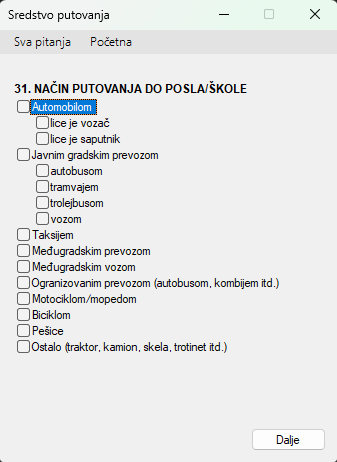 Sredstvo putovanja
Sva pitanja Početna
31. NAČIN PUTOVANJA DO POSLA/ŠKOLE
Automobilom
lice je vozač
lice je saputnik
Javnim gradskim prevozom
autobusom
tramvajem
trolejbusom
vozom
Taksijem
Međugradskim prevozom
Međugradskim vozom
Ogranizovanim prevozom (autobusom, kombijem itd.)
Motociklom/mopedom
Biciklom
Pešice
Ostalo (traktor, kamion, skela, trotinet itd.)
Dalje